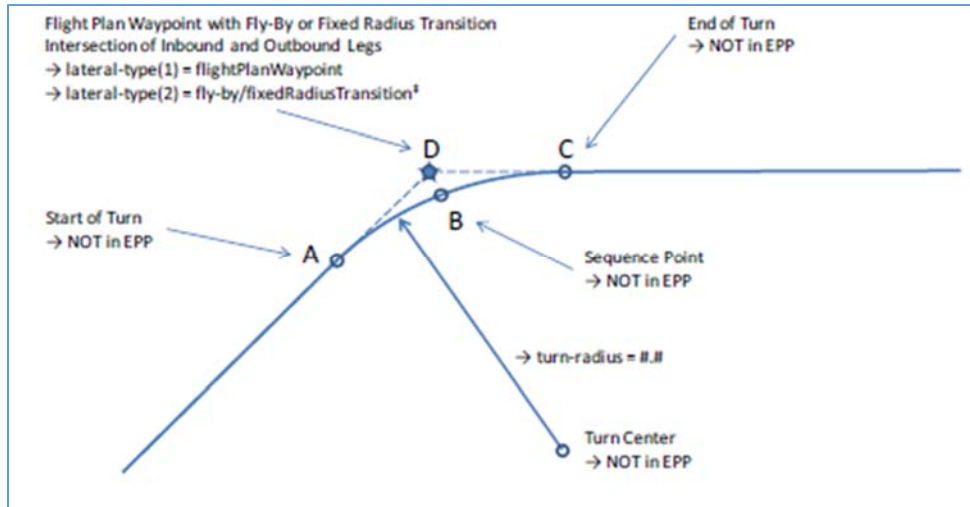 Flight Plan Waypoint with Fly-By or Fixed Radius Transition
Intersection of Inbound and Outbound Legs
→ lateral-type(1) = flightPlanWaypoint
→ lateral-type(2) = fly-by/fixedRadiusTransition‡
End of Turn
→ NOT in EPP
D
C
Start of Turn
→ NOT in EPP
A
B
Sequence Point
→ NOT in EPP
→ turn-radius = #.#
Turn Center
→ NOT in EPP